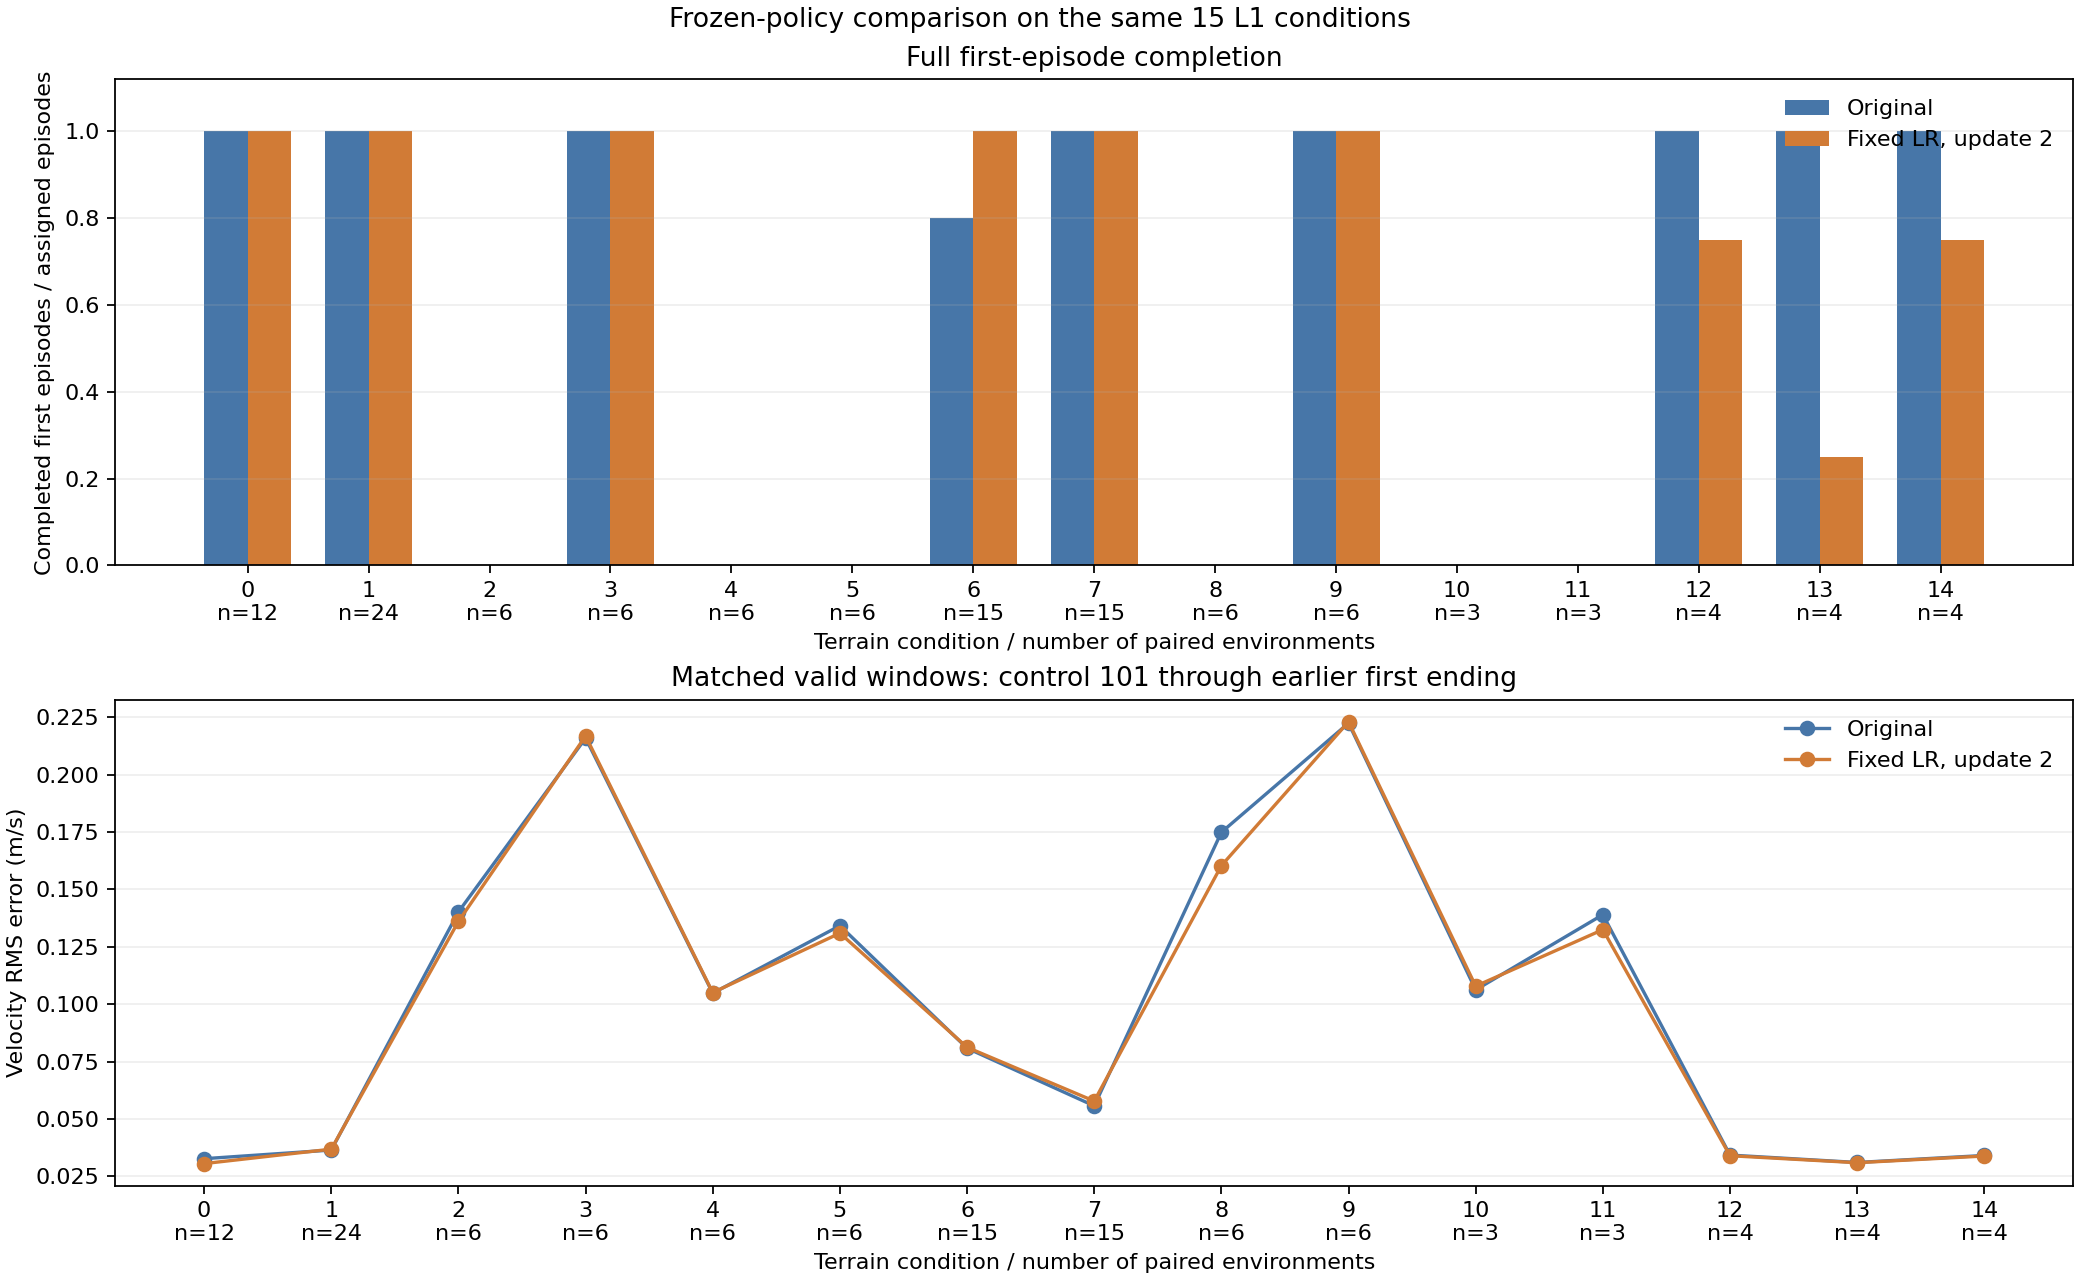 Frozen-policy comparison on the same 15 L1 conditions
Full first-episode completion
Completed first episodes / assigned episodes
1.0
0.8
0.6
0.4
0.2
0.0
Original
Fixed LR, update 2
0 1 2 3 4 5 6 7 8 9 10 11 12 13 14
n=12 n=24 n=6 n=6 n=6 n=6 n=15 n=15 n=6 n=6 n=3 n=3 n=4 n=4 n=4
Terrain condition / number of paired environments
Matched valid windows: control 101 through earlier first ending
Velocity RMS error (m/s)
0.225
0.200
0.175
0.150
0.125
0.100
0.075
0.050
0.025
Original
Fixed LR, update 2
0 1 2 3 4 5 6 7 8 9 10 11 12 13 14
n=12 n=24 n=6 n=6 n=6 n=6 n=15 n=15 n=6 n=6 n=3 n=3 n=4 n=4 n=4
Terrain condition / number of paired environments